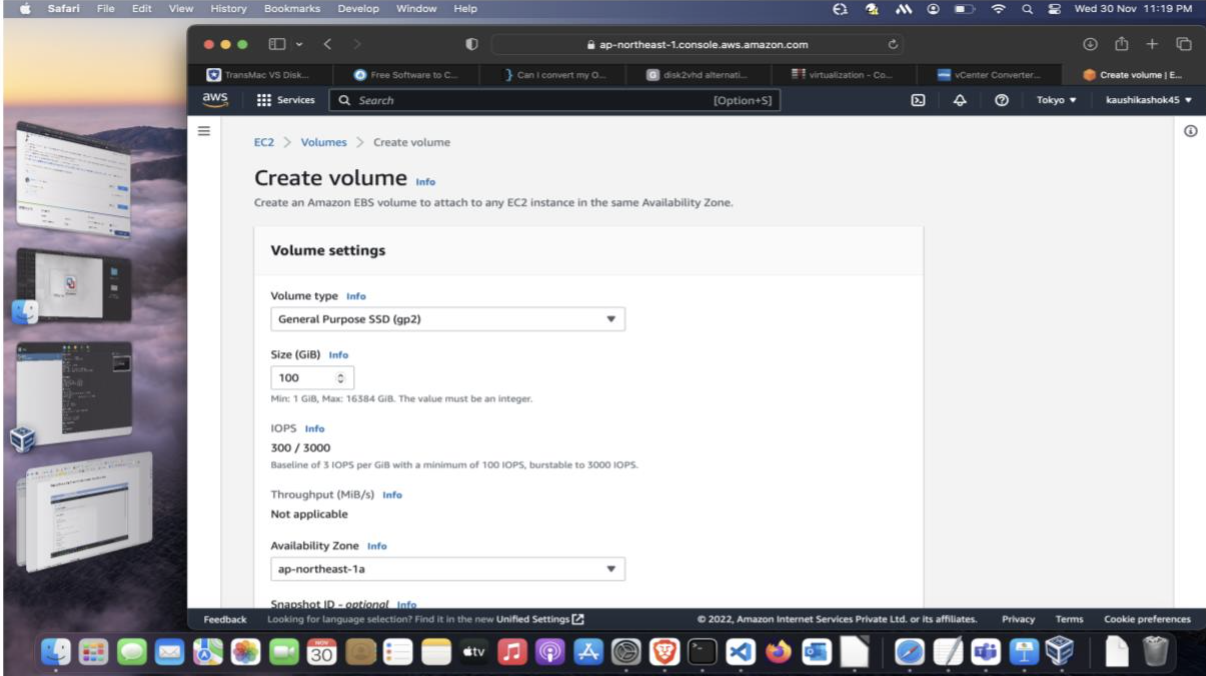 Safari File Edit View History Bookmarks Develop Window Help Wed 30 Nov 11:19 PM
ap-northeast-1.console.aws.amazon.com
TransMac VS Disk... Free Software to C... Can I convert my O... disk2vhd alternati... virtualization - Co... vCenter Converter... Create volume | E...
aws Services Search [Option+S] Tokyo kaushikashok45
EC2 > Volumes > Create volume
Create volume Info
Create an Amazon EBS volume to attach to any EC2 instance in the same Availability Zone.
Volume settings
Volume type Info
General Purpose SSD (gp2)
Size (GiB) Info
100
Min: 1 GiB, Max: 16384 GiB. The value must be an integer.
IOPS Info
300 / 3000
Baseline of 3 IOPS per GiB with a minimum of 100 IOPS, burstable to 3000 IOPS.
Throughput (MiB/s) Info
Not applicable
Availability Zone Info
ap-northeast-1a
Snapshot ID - optional Info
Feedback Looking for language selection? Find it in the new Unified Settings © 2022, Amazon Internet Services Private Ltd. or its affiliates. Privacy Terms Cookie preferences
NOV
30
tv